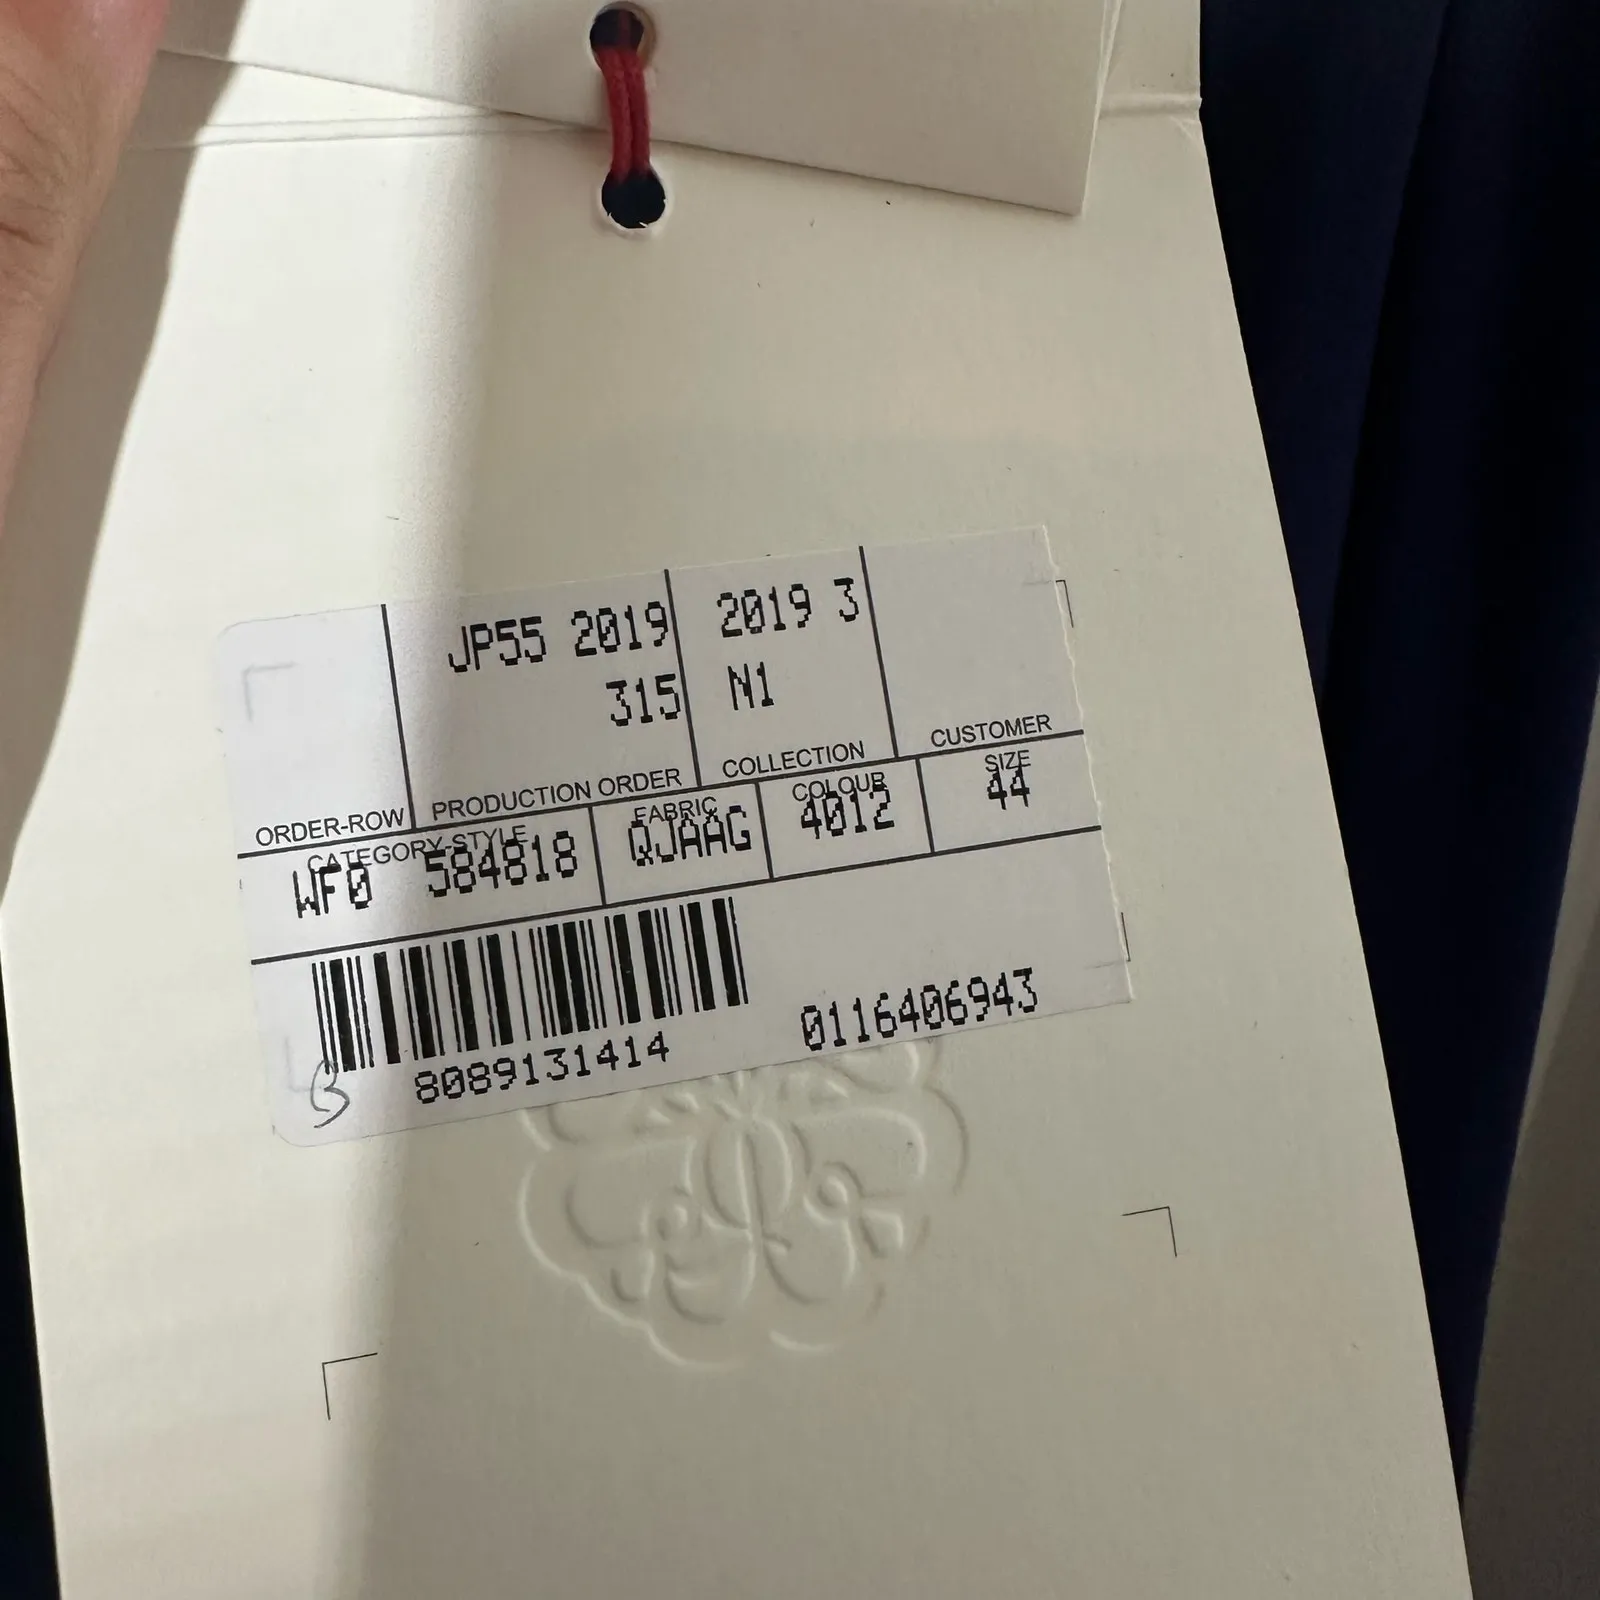 JP55 2019
315
2019 3
N1
ORDER-ROW
PRODUCTION ORDER
COLLECTION
CUSTOMER
CATEGORY-STYLE
WF0 584818
FABRIC
QJAAG
COLOUR
4012
SIZE
44
8089131414
0116406943